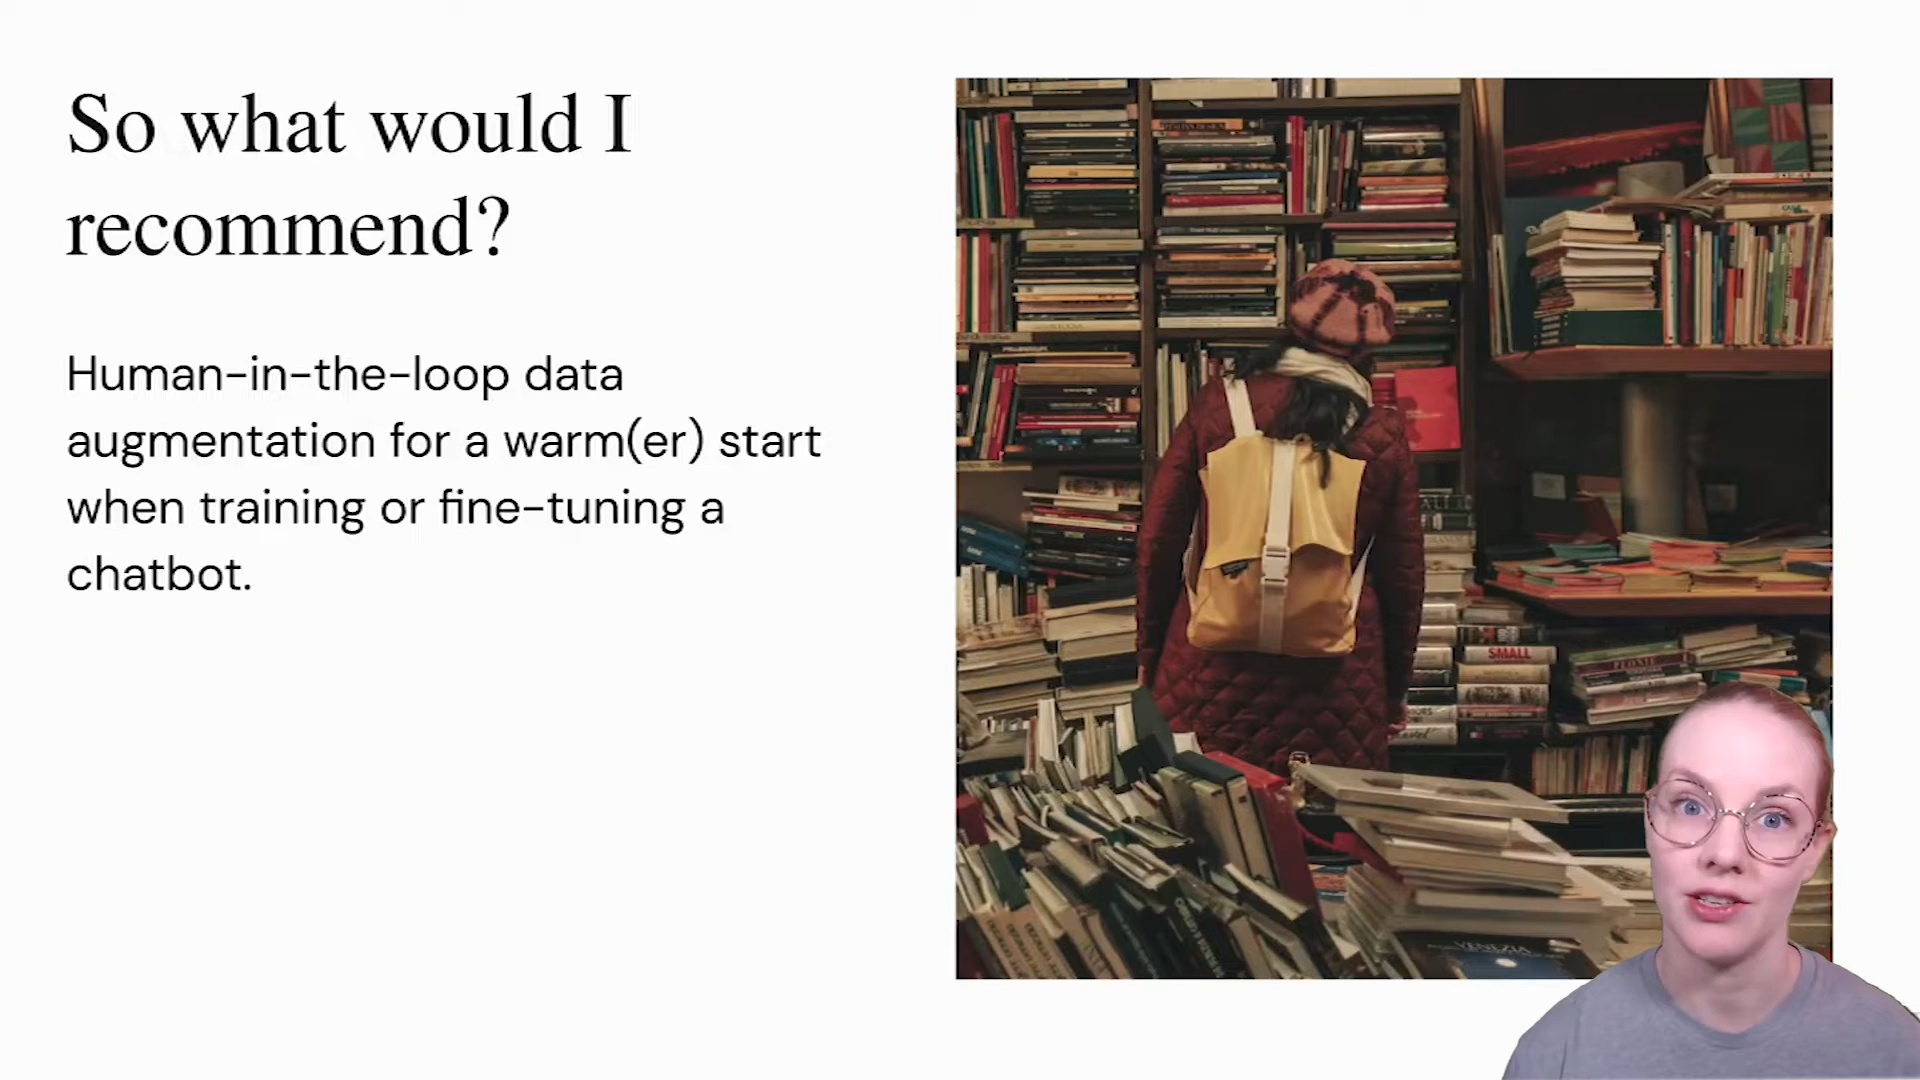 So what would I
recommend?
Human-in-the-loop data
augmentation for a warm(er) start
when training or fine-tuning a
chatbot.
SMALL
VENEZIA